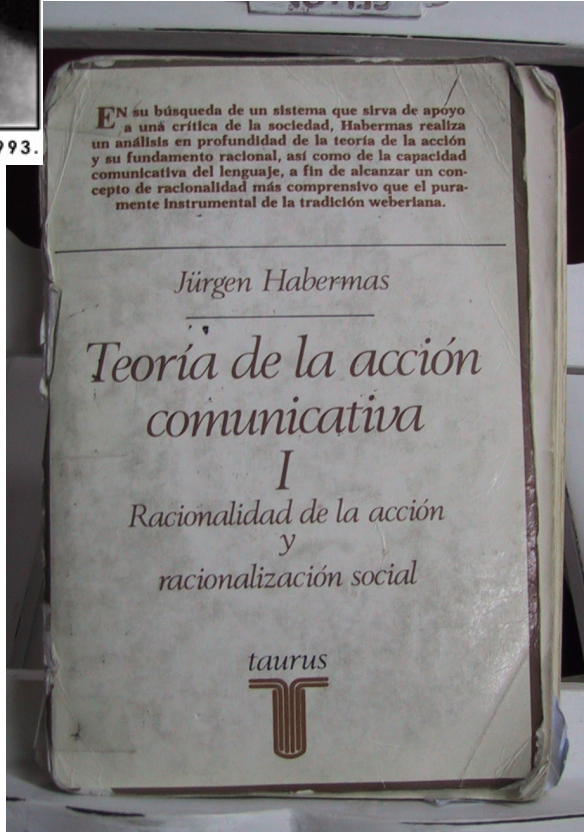 993.
EN su búsqueda de un sistema que sirva de apoyo
a una crítica de la sociedad, Habermas realiza
un análisis en profundidad de la teoría de la acción
y su fundamento racional, así como de la capacidad
comunicativa del lenguaje, a fin de alcanzar un con-
cepto de racionalidad más comprensivo que el pura-
mente instrumental de la tradición weberiana.
Jürgen Habermas
Teoría de la acción
comunicativa
I
Racionalidad de la acción
y
racionalización social
taurus